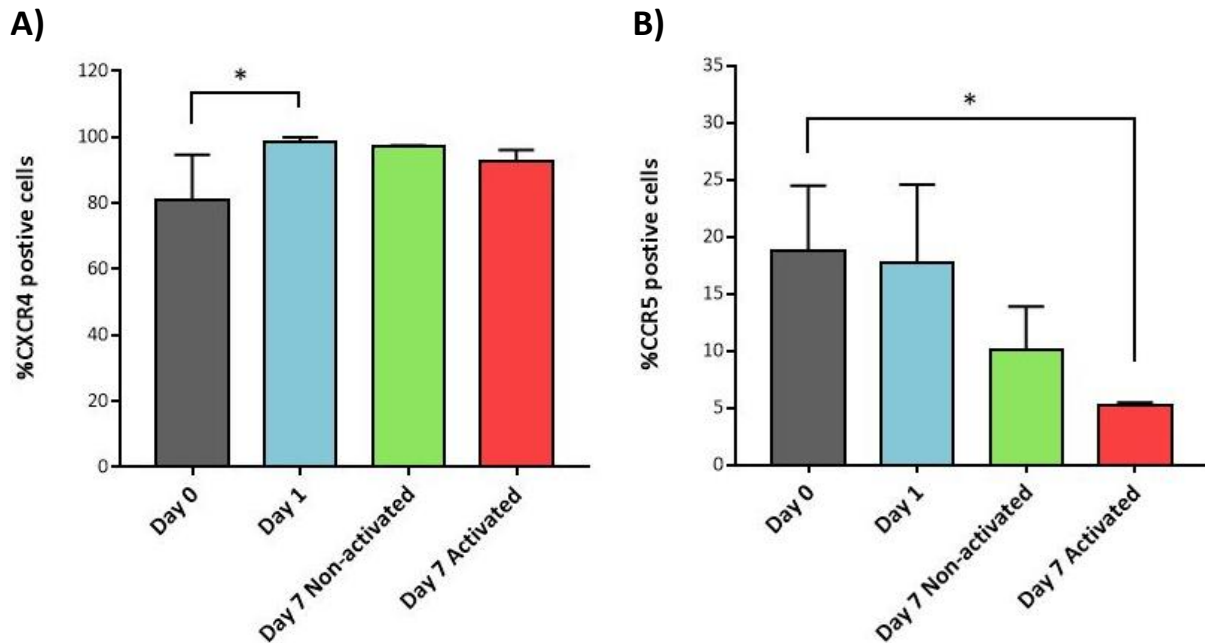 A)
%CXCR4 postive cells
120
100
80
60
40
20
0
*
Day 0
Day 1
Day 7 Non-activated
Day 7 Activated
B)
%CCR5 postive cells
35
30
25
20
15
10
5
0
*
Day 0
Day 1
Day 7 Non-activated
Day 7 Activated